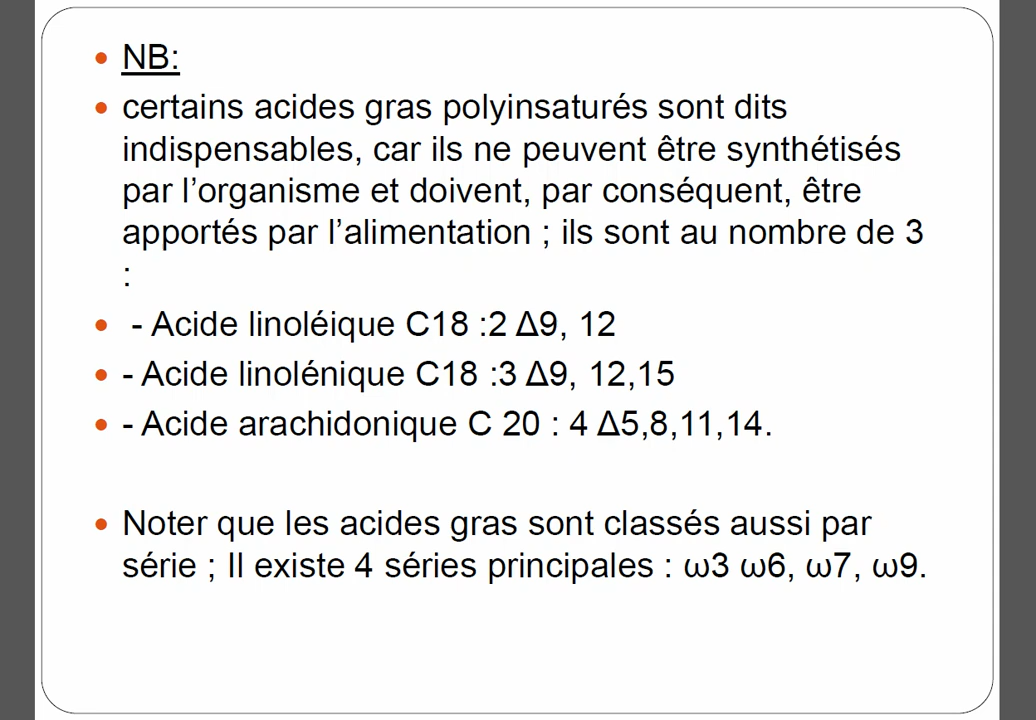 NB:
certains acides gras polyinsaturés sont dits
indispensables, car ils ne peuvent être synthétisés
par l’organisme et doivent, par conséquent, être
apportés par l’alimentation ; ils sont au nombre de 3
:
- Acide linoléique C18 :2 Δ9, 12
- Acide linolénique C18 :3 Δ9, 12,15
- Acide arachidonique C 20 : 4 Δ5,8,11,14.
Noter que les acides gras sont classés aussi par
série ; Il existe 4 séries principales : ω3 ω6, ω7, ω9.